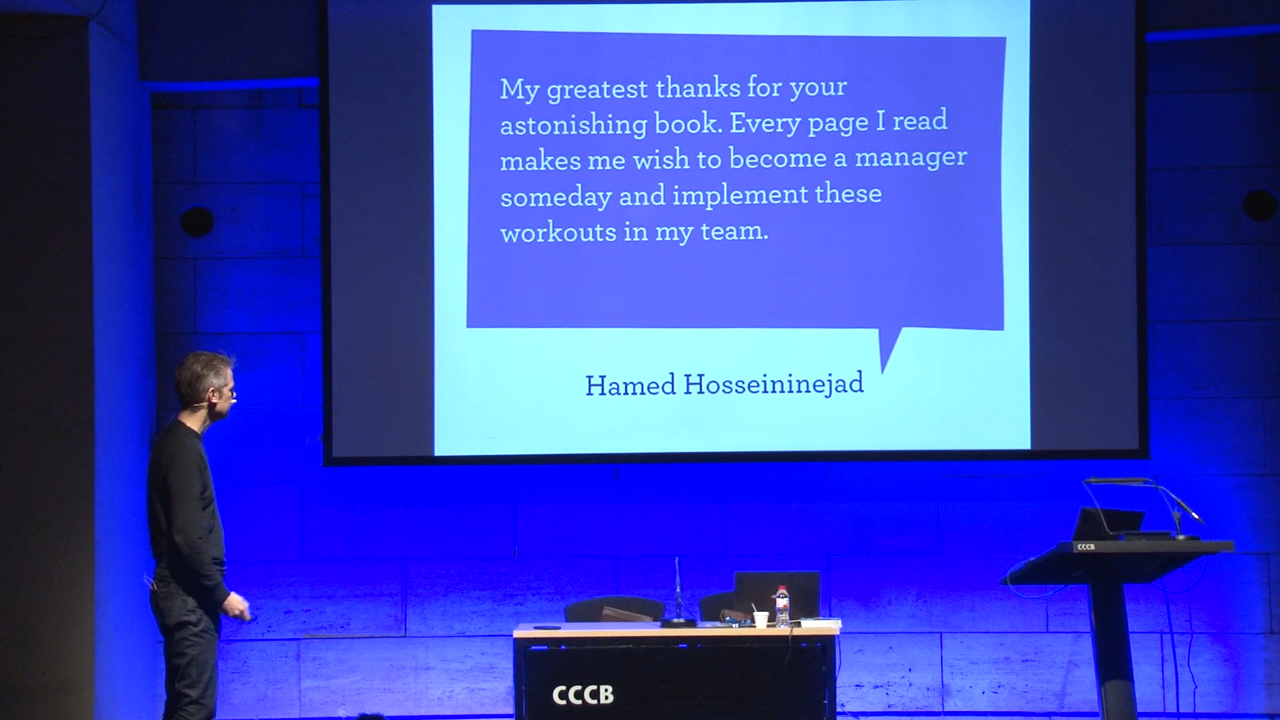 My greatest thanks for your
astonishing book. Every page I read
makes me wish to become a manager
someday and implement these
workouts in my team.
Hamed Hosseininejad
CCCB
CCCB